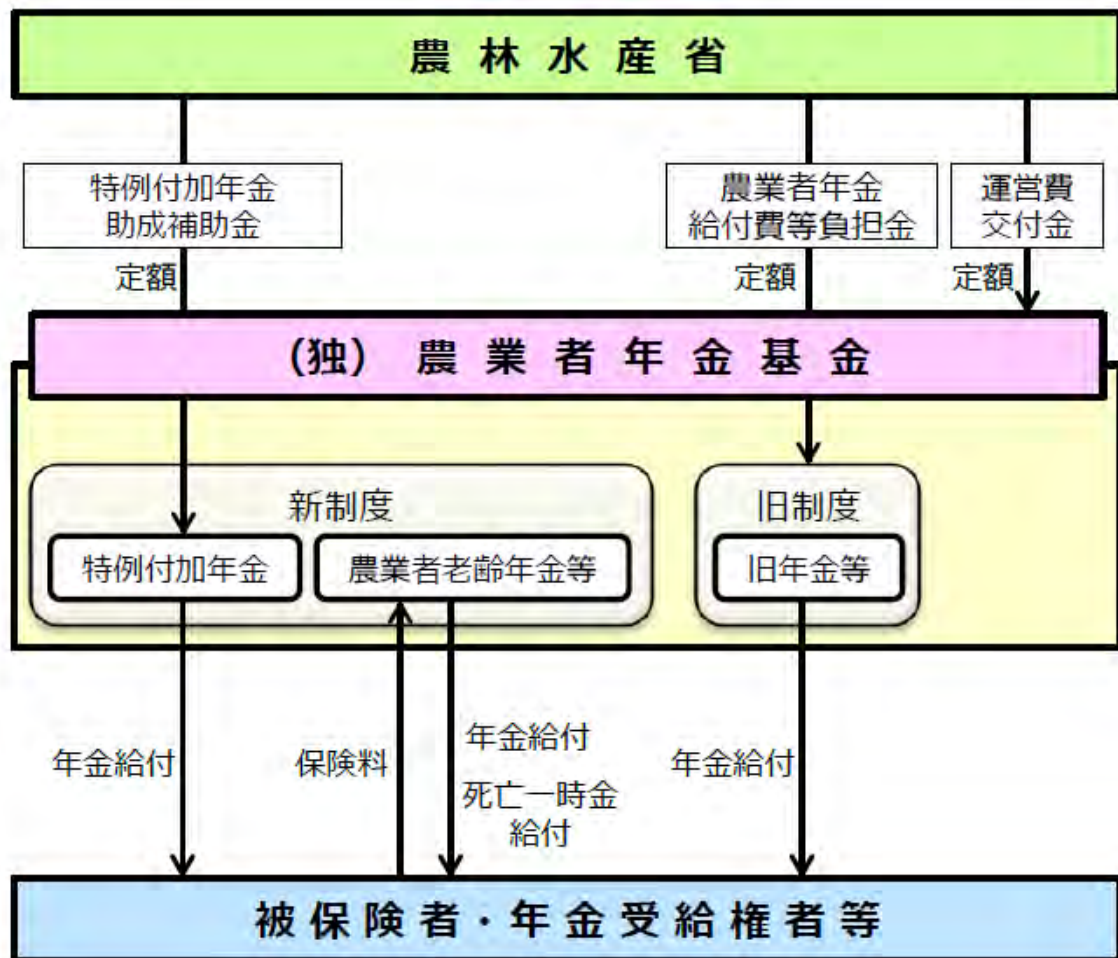 農林水産省
特例付加年金
助成補助金
農業者年金
給付費等負担金
運営費
交付金
定額
定額
定額
(独) 農業者年金基金
新制度
旧制度
特例付加年金
農業者老齢年金等
旧年金等
年金給付
保険料
年金給付
死亡一時金
給付
年金給付
被保険者・年金受給権者等